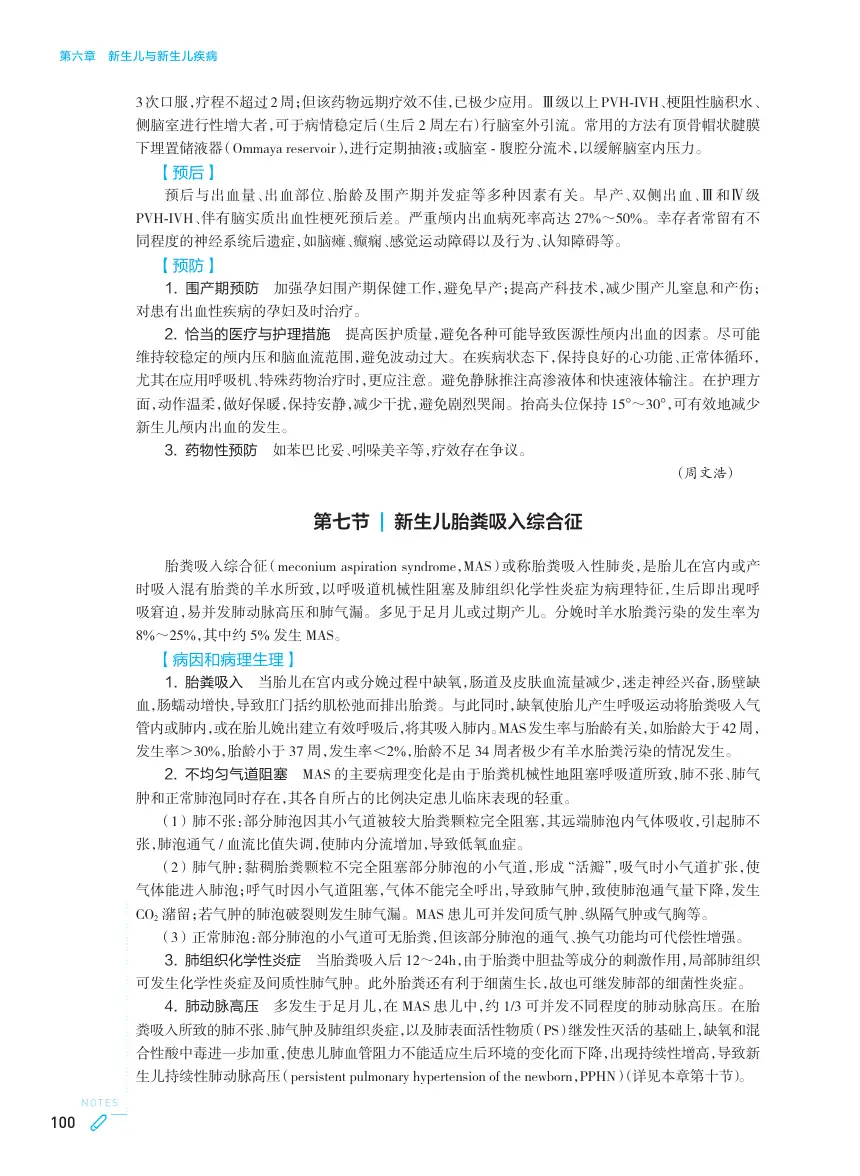 第六章 新生儿与新生儿疾病
3次口服,疗程不超过2周;但该药物远期疗效不佳,已极少应用。Ⅲ级以上PVH-IVH、梗阻性脑积水、
侧脑室进行性增大者,可于病情稳定后(生后 2 周左右)行脑室外引流。常用的方法有顶骨帽状腱膜
下埋置储液器(Ommaya reservoir),进行定期抽液;或脑室 - 腹腔分流术,以缓解脑室内压力。
【预后】
预后与出血量、出血部位、胎龄及围产期并发症等多种因素有关。早产、双侧出血、Ⅲ和Ⅳ级
PVH-IVH、伴有脑实质出血性梗死预后差。严重颅内出血病死率高达 27%～50%。幸存者常留有不
同程度的神经系统后遗症,如脑瘫、癫痫、感觉运动障碍以及行为、认知障碍等。
【预防】
1. 围产期预防 加强孕妇围产期保健工作,避免早产;提高产科技术,减少围产儿窒息和产伤;
对患有出血性疾病的孕妇及时治疗。
2. 恰当的医疗与护理措施 提高医护质量,避免各种可能导致医源性颅内出血的因素。尽可能
维持较稳定的颅内压和脑血流范围,避免波动过大。在疾病状态下,保持良好的心功能、正常体循环,
尤其在应用呼吸机、特殊药物治疗时,更应注意。避免静脉推注高渗液体和快速液体输注。在护理方
面,动作温柔,做好保暖,保持安静,减少干扰,避免剧烈哭闹。抬高头位保持 15°～30°,可有效地减少
新生儿颅内出血的发生。
3. 药物性预防 如苯巴比妥、吲哚美辛等,疗效存在争议。
(周文浩)
第七节 | 新生儿胎粪吸入综合征
胎粪吸入综合征(meconium aspiration syndrome,MAS)或称胎粪吸入性肺炎,是胎儿在宫内或产
时吸入混有胎粪的羊水所致,以呼吸道机械性阻塞及肺组织化学性炎症为病理特征,生后即出现呼
吸窘迫,易并发肺动脉高压和肺气漏。多见于足月儿或过期产儿。分娩时羊水胎粪污染的发生率为
8%～25%,其中约 5% 发生 MAS。
【病因和病理生理】
1. 胎粪吸入 当胎儿在宫内或分娩过程中缺氧,肠道及皮肤血流量减少,迷走神经兴奋,肠壁缺
血,肠蠕动增快,导致肛门括约肌松弛而排出胎粪。与此同时,缺氧使胎儿产生呼吸运动将胎粪吸入气
管内或肺内,或在胎儿娩出建立有效呼吸后,将其吸入肺内。MAS发生率与胎龄有关,如胎龄大于42周,
发生率＞30%,胎龄小于 37 周,发生率＜2%,胎龄不足 34 周者极少有羊水胎粪污染的情况发生。
2. 不均匀气道阻塞 MAS 的主要病理变化是由于胎粪机械性地阻塞呼吸道所致,肺不张、肺气
肿和正常肺泡同时存在,其各自所占的比例决定患儿临床表现的轻重。
(1)肺不张:部分肺泡因其小气道被较大胎粪颗粒完全阻塞,其远端肺泡内气体吸收,引起肺不
张,肺泡通气 / 血流比值失调,使肺内分流增加,导致低氧血症。
(2)肺气肿:黏稠胎粪颗粒不完全阻塞部分肺泡的小气道,形成“活瓣”,吸气时小气道扩张,使
气体能进入肺泡;呼气时因小气道阻塞,气体不能完全呼出,导致肺气肿,致使肺泡通气量下降,发生
CO₂ 潴留;若气肿的肺泡破裂则发生肺气漏。MAS 患儿可并发间质气肿、纵隔气肿或气胸等。
(3)正常肺泡:部分肺泡的小气道可无胎粪,但该部分肺泡的通气、换气功能均可代偿性增强。
3. 肺组织化学性炎症 当胎粪吸入后 12～24h,由于胎粪中胆盐等成分的刺激作用,局部肺组织
可发生化学性炎症及间质性肺气肿。此外胎粪还有利于细菌生长,故也可继发肺部的细菌性炎症。
4. 肺动脉高压 多发生于足月儿,在 MAS 患儿中,约 1/3 可并发不同程度的肺动脉高压。在胎
粪吸入所致的肺不张、肺气肿及肺组织炎症,以及肺表面活性物质(PS)继发性灭活的基础上,缺氧和混
合性酸中毒进一步加重,使患儿肺血管阻力不能适应生后环境的变化而下降,出现持续性增高,导致新
生儿持续性肺动脉高压(persistent pulmonary hypertension of the newborn,PPHN)(详见本章第十节)。
NOTES
100